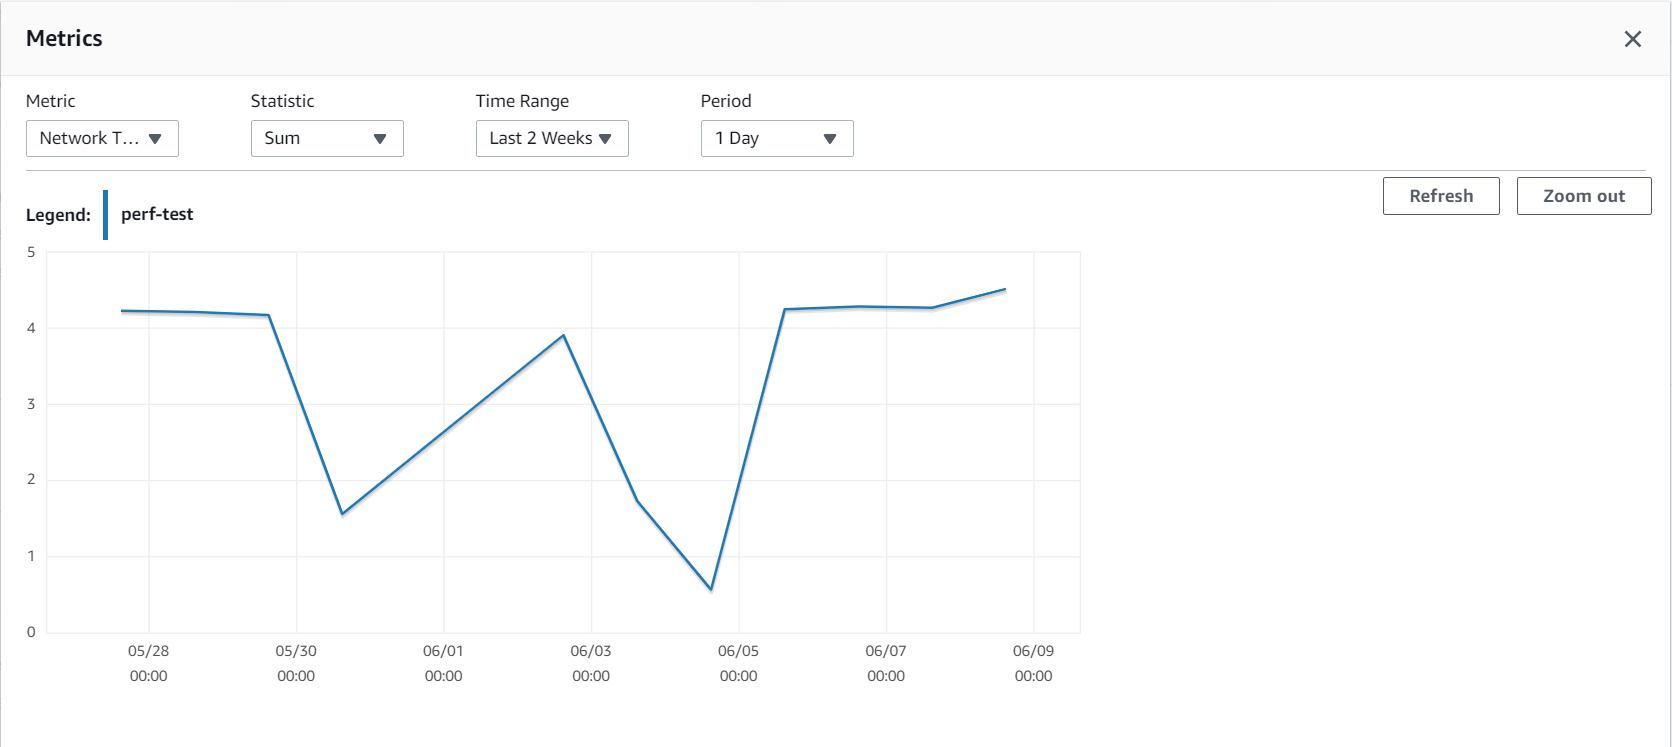 Metrics
Metric
Statistic
Time Range
Period
Network T...
Sum
Last 2 Weeks
1 Day
Refresh
Zoom out
Legend:
perf-test
5
4
3
2
1
0
05/28
00:00
05/30
00:00
06/01
00:00
06/03
00:00
06/05
00:00
06/07
00:00
06/09
00:00